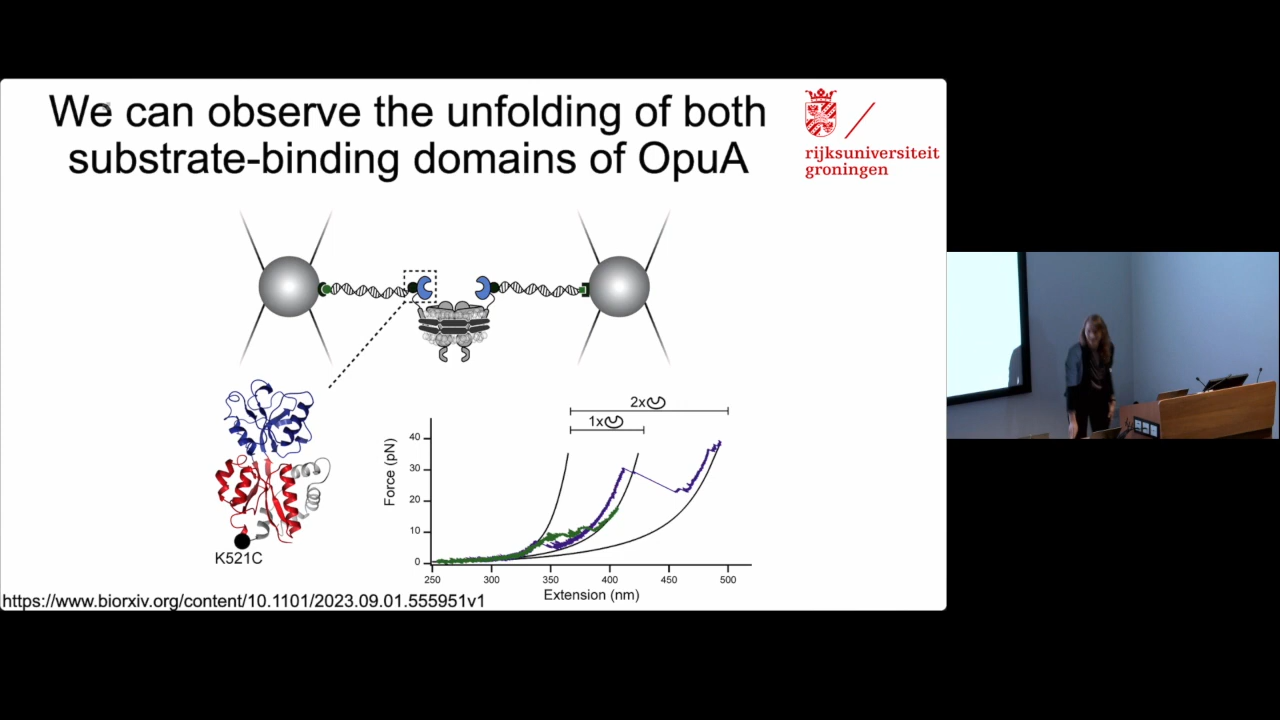 We can observe the unfolding of both
substrate-binding domains of OpuA
rijksuniversiteit
groningen
K521C
2x
1x
Force (pN)
40
30
20
10
0
250 300 350 400 450 500
Extension (nm)
https://www.biorxiv.org/content/10.1101/2023.09.01.555951v1